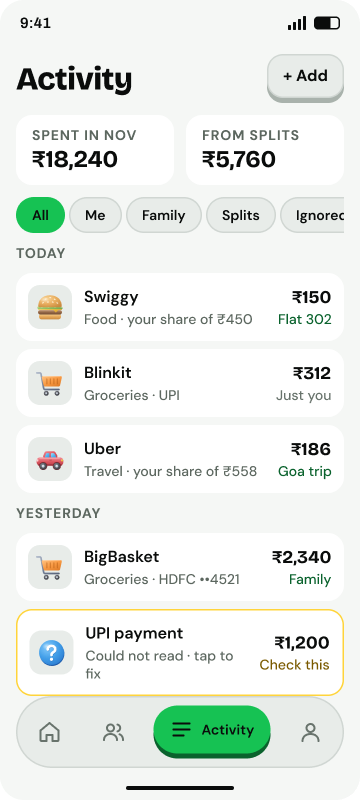 9:41
Activity
+ Add
SPENT IN NOV
₹18,240
FROM SPLITS
₹5,760
All
Me
Family
Splits
Ignored
TODAY
Swiggy
₹150
Food · your share of ₹450
Flat 302
Blinkit
₹312
Groceries · UPI
Just you
Uber
₹186
Travel · your share of ₹558
Goa trip
YESTERDAY
BigBasket
₹2,340
Groceries · HDFC ••4521
Family
UPI payment
₹1,200
Could not read · tap to
fix
Check this
Activity